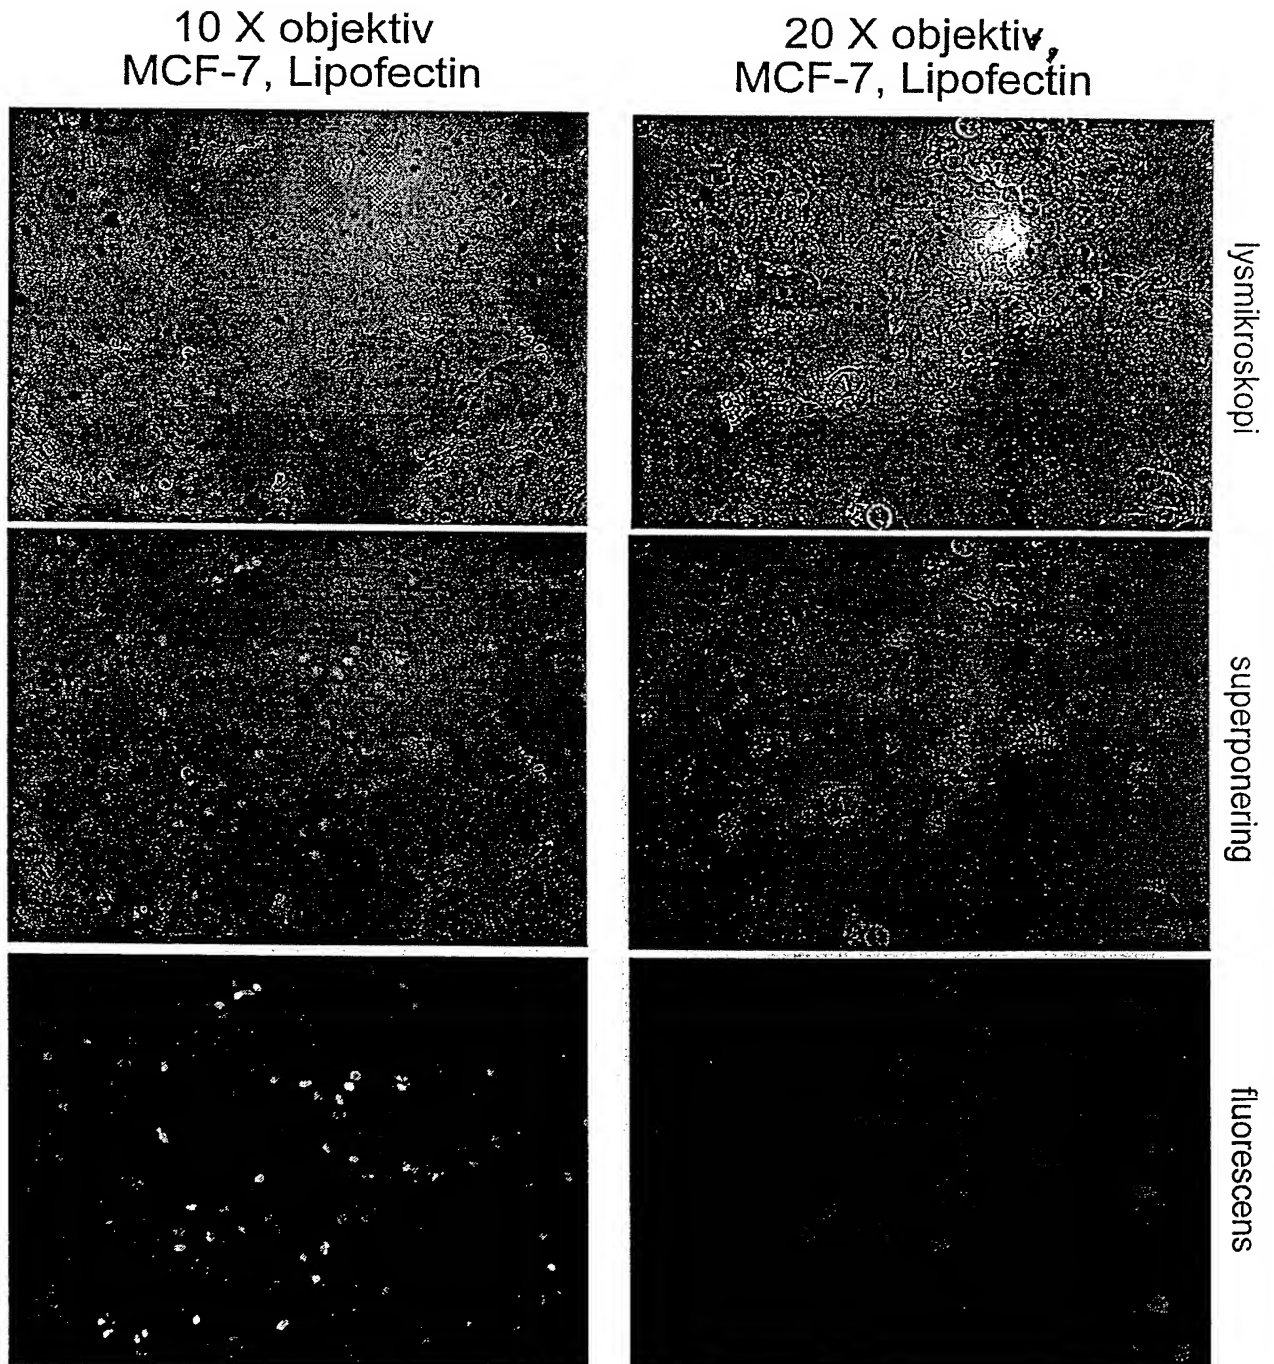 10 X objektiv
MCF-7, Lipofectin
20 X objektiv,
MCF-7, Lipofectin
lysmikroskopi
superponering
fluorescens